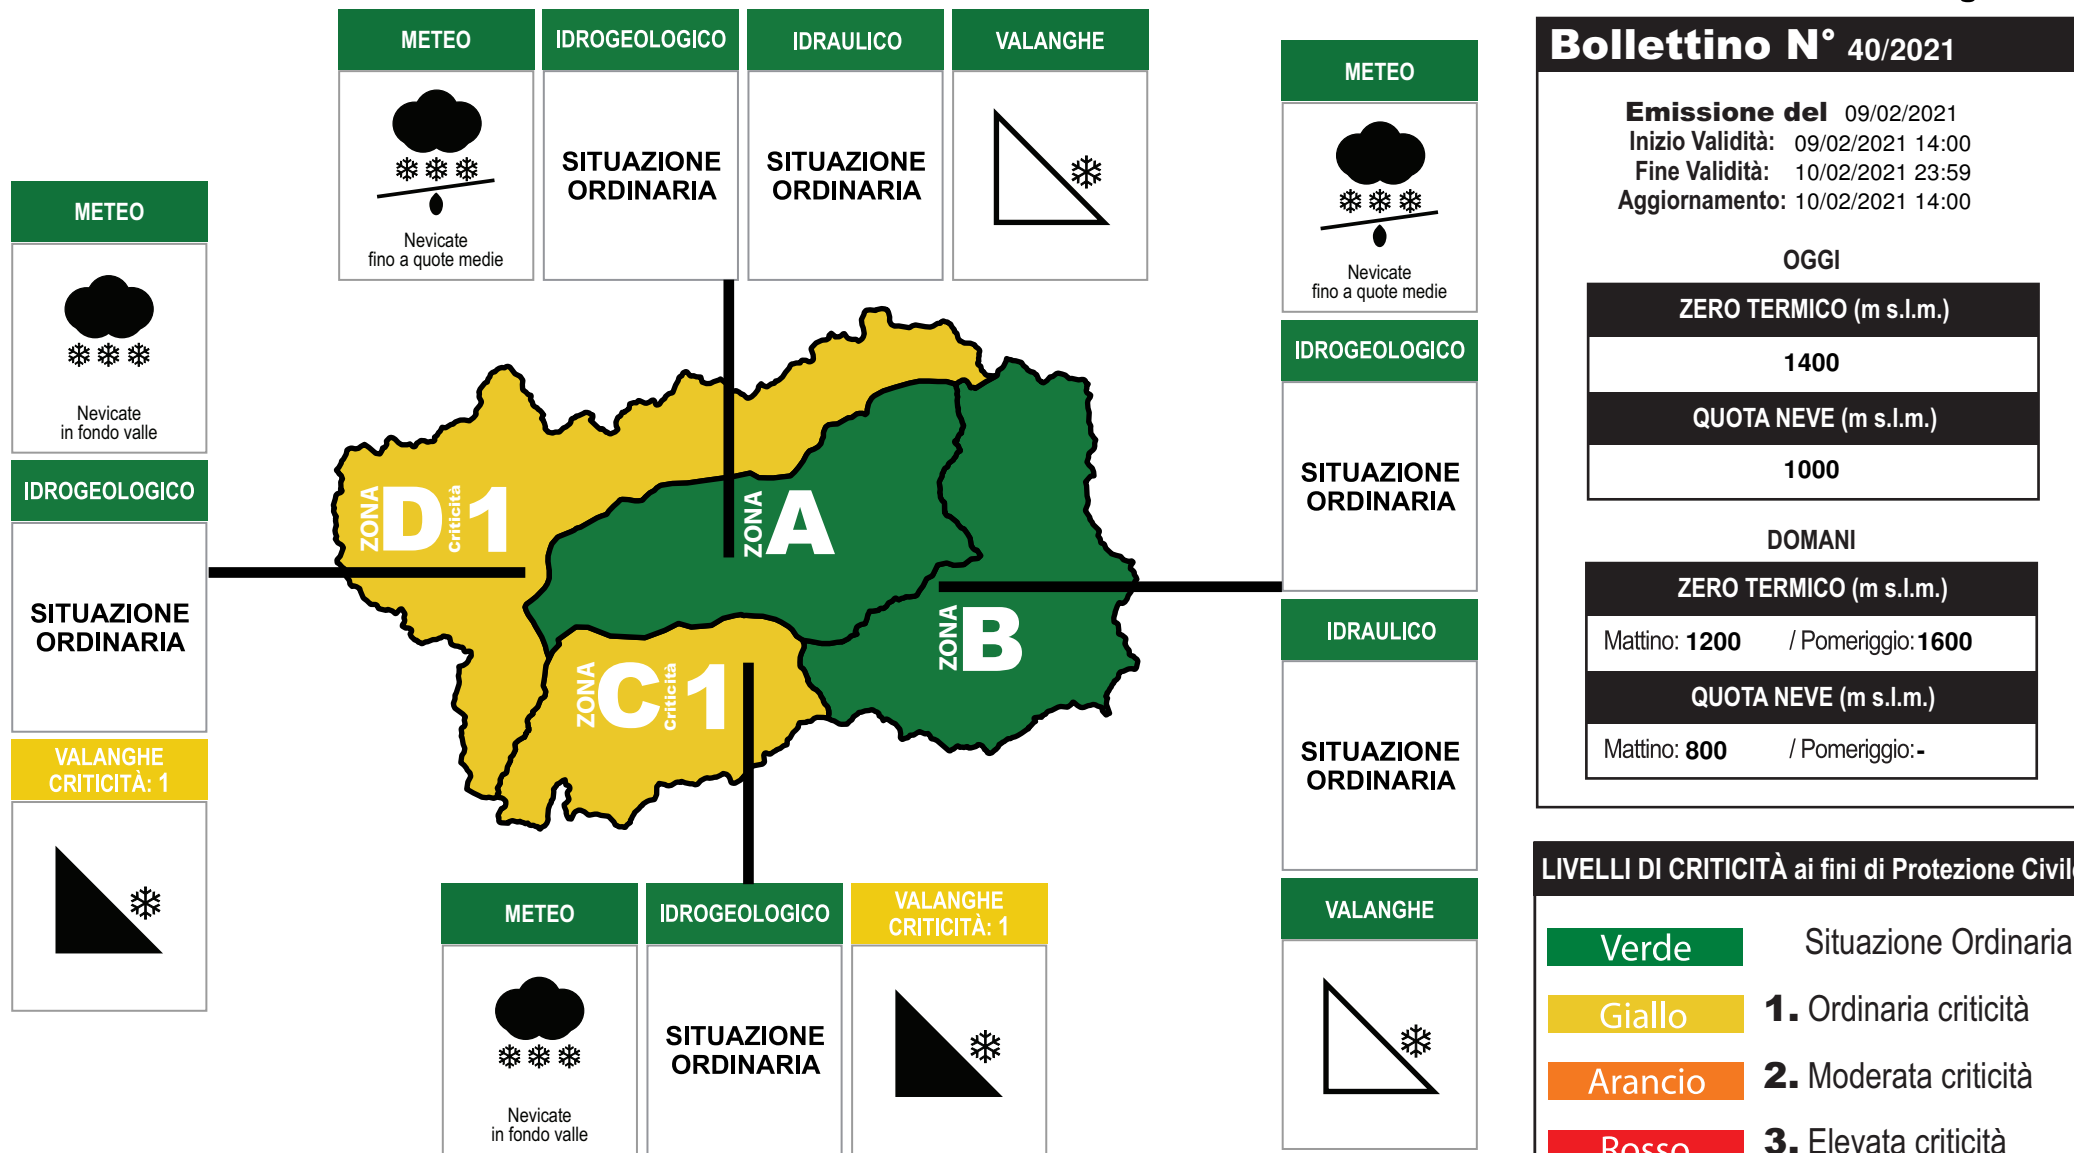 METEO
IDROGEOLOGICO
IDRAULICO
VALANGHE
Nevicate
fino a quote medie
SITUAZIONE
ORDINARIA
SITUAZIONE
ORDINARIA
METEO
Nevicate
in fondo valle
IDROGEOLOGICO
SITUAZIONE
ORDINARIA
VALANGHE
CRITICITÀ: 1
ZONA
D
Criticità
1
ZONA
A
ZONA
B
ZONA
C
Criticità
1
METEO
Nevicate
fino a quote medie
IDROGEOLOGICO
SITUAZIONE
ORDINARIA
IDRAULICO
SITUAZIONE
ORDINARIA
VALANGHE
METEO
IDROGEOLOGICO
VALANGHE
CRITICITÀ: 1
Nevicate
in fondo valle
SITUAZIONE
ORDINARIA
Bollettino N° 40/2021
Emissione del 09/02/2021
Inizio Validità: 09/02/2021 14:00
Fine Validità: 10/02/2021 23:59
Aggiornamento: 10/02/2021 14:00
OGGI
ZERO TERMICO (m s.l.m.)
1400
QUOTA NEVE (m s.l.m.)
1000
DOMANI
ZERO TERMICO (m s.l.m.)
Mattino: 1200 / Pomeriggio: 1600
QUOTA NEVE (m s.l.m.)
Mattino: 800 / Pomeriggio: -
LIVELLI DI CRITICITÀ ai fini di Protezione Civile
Verde Situazione Ordinaria
Giallo 1. Ordinaria criticità
Arancio 2. Moderata criticità
Rosso 3. Elevata criticità